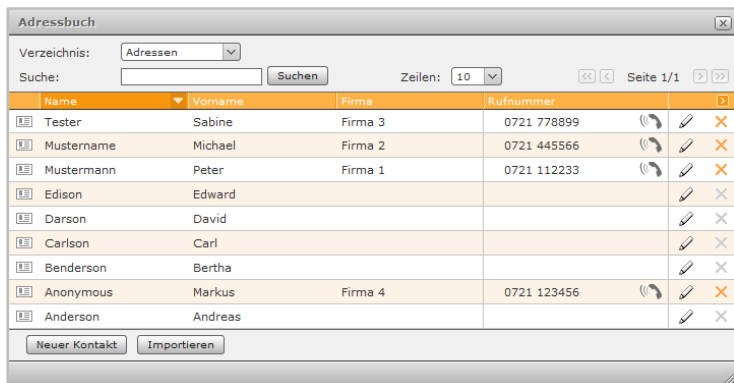 Adressbuch
Verzeichnis: Adressen
Suche: Suchen Zeilen: 10 Seite 1/1
Name Vorname Firma Rufnummer
Tester Sabine Firma 3 0721 778899
Mustername Michael Firma 2 0721 445566
Mustermann Peter Firma 1 0721 112233
Edison Edward
Darson David
Carlson Carl
Benderson Bertha
Anonymous Markus Firma 4 0721 123456
Anderson Andreas
Neuer Kontakt Importieren